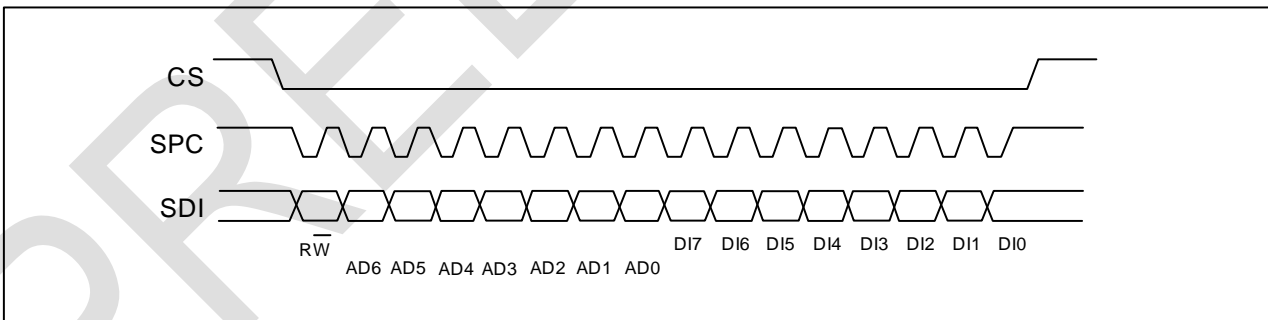 CS
SPC
SDI
RW̅
DI7 DI6 DI5 DI4 DI3 DI2 DI1 DI0
AD6 AD5 AD4 AD3 AD2 AD1 AD0